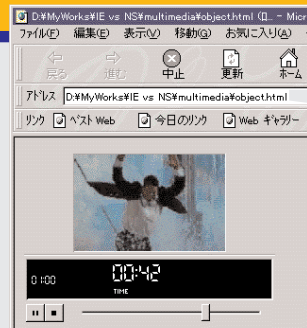 D:¥MyWorks¥IE vs NS¥multimedia¥object.html (
ファイル(F) 編集(E) 表示(V) 移動(G) お気に入り(A)
戻る 進む 中止 更新 ホーム
アドレス D:¥MyWorks¥IE vs NS¥multimedia¥object.html
リンク ベスト Web 今日のリンク Web ギャラリー
01:00 00:42
TIME